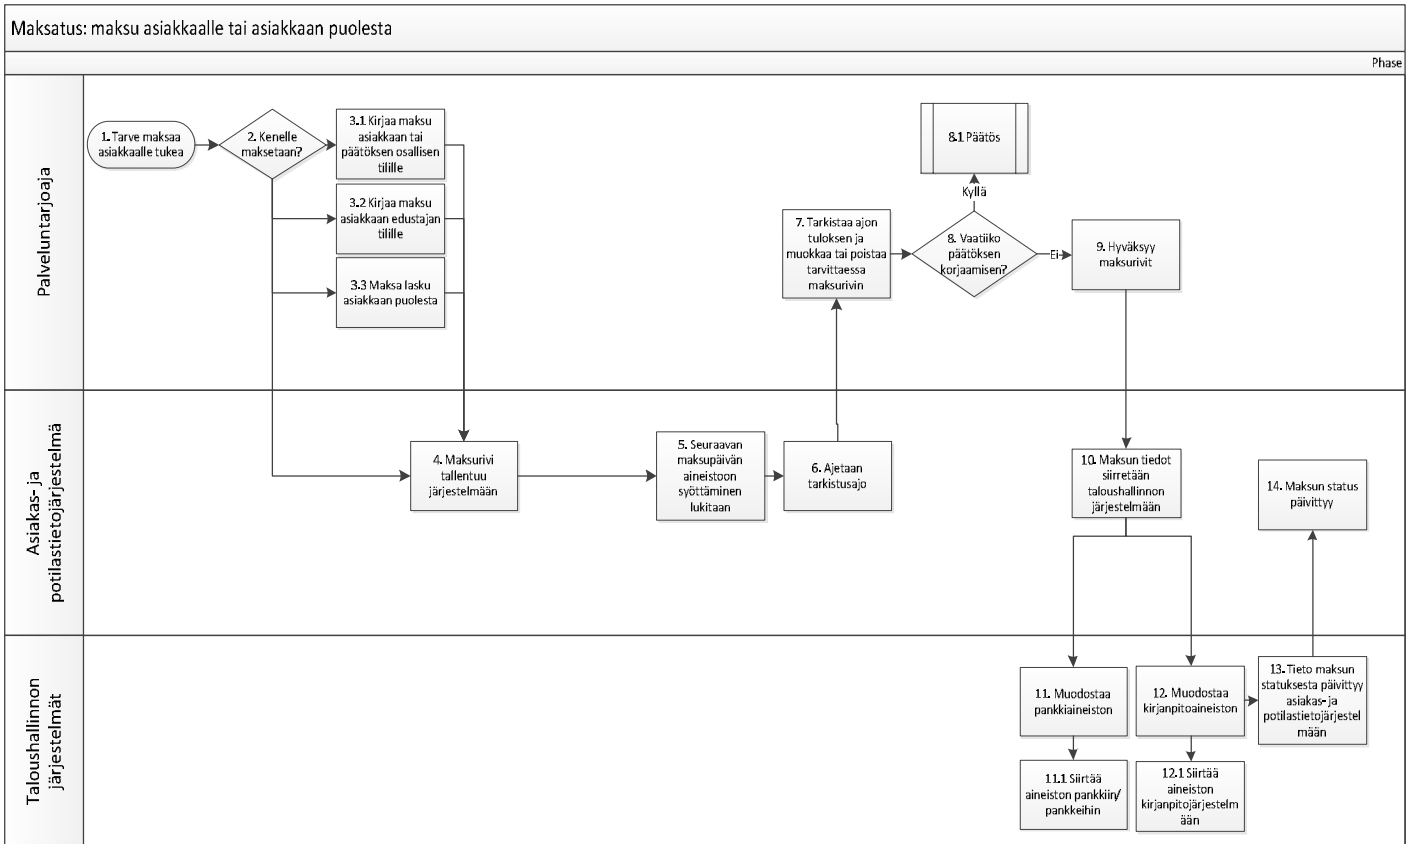 Maksatus: maksu asiakkaalle tai asiakkaan puolesta
Phase
Palveluntarjoaja
1. Tarve maksaa
asiakkaalle tukea
2. Kenelle
maksetaan?
3.1 Kirjaa maksu
asiakkaan tai
päätöksen osallisen
tilille
3.2 Kirjaa maksu
asiakkaan edustajan
tilille
3.3 Maksa lasku
asiakkaan puolesta
7. Tarkistaa ajon
tuloksen ja
muokkaa tai poistaa
tarvittaessa
maksurivin
8.1 Päätös
Kyllä
8. Vaatiiko
päätöksen
korjaamisen?
Ei
9. Hyväksyy
maksurivit
Asiakas- ja
potilastietojärjestelmä
4. Maksurivi
tallentuu
järjestelmään
5. Seuraavan
maksupäivän
aineistoon
syöttäminen
lukitaan
6. Ajetaan
tarkistusajo
10. Maksun tiedot
siirretään
taloushallinnon
järjestelmään
14. Maksun status
päivittyy
Taloushallinnon
järjestelmät
11. Muodostaa
pankkiaineiston
12. Muodostaa
kirjanpitoaineiston
13. Tieto maksun
statuksesta päivittyy
asiakas- ja
potilastietojärjestel
mään
11.1 Siirtää
aineiston pankkiin/
pankkeihin
12.1 Siirtää
aineiston
kirjanpitojärjestelm
ään